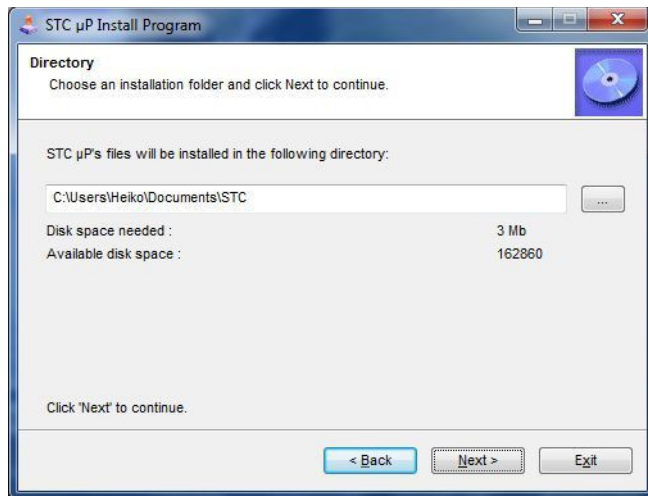 STC µP Install Program
Directory
Choose an installation folder and click Next to continue.
STC µP's files will be installed in the following directory:
C:\Users\Heiko\Documents\STC
...
Disk space needed : 3 Mb
Available disk space : 162860
Click 'Next' to continue.
< Back Next > Exit